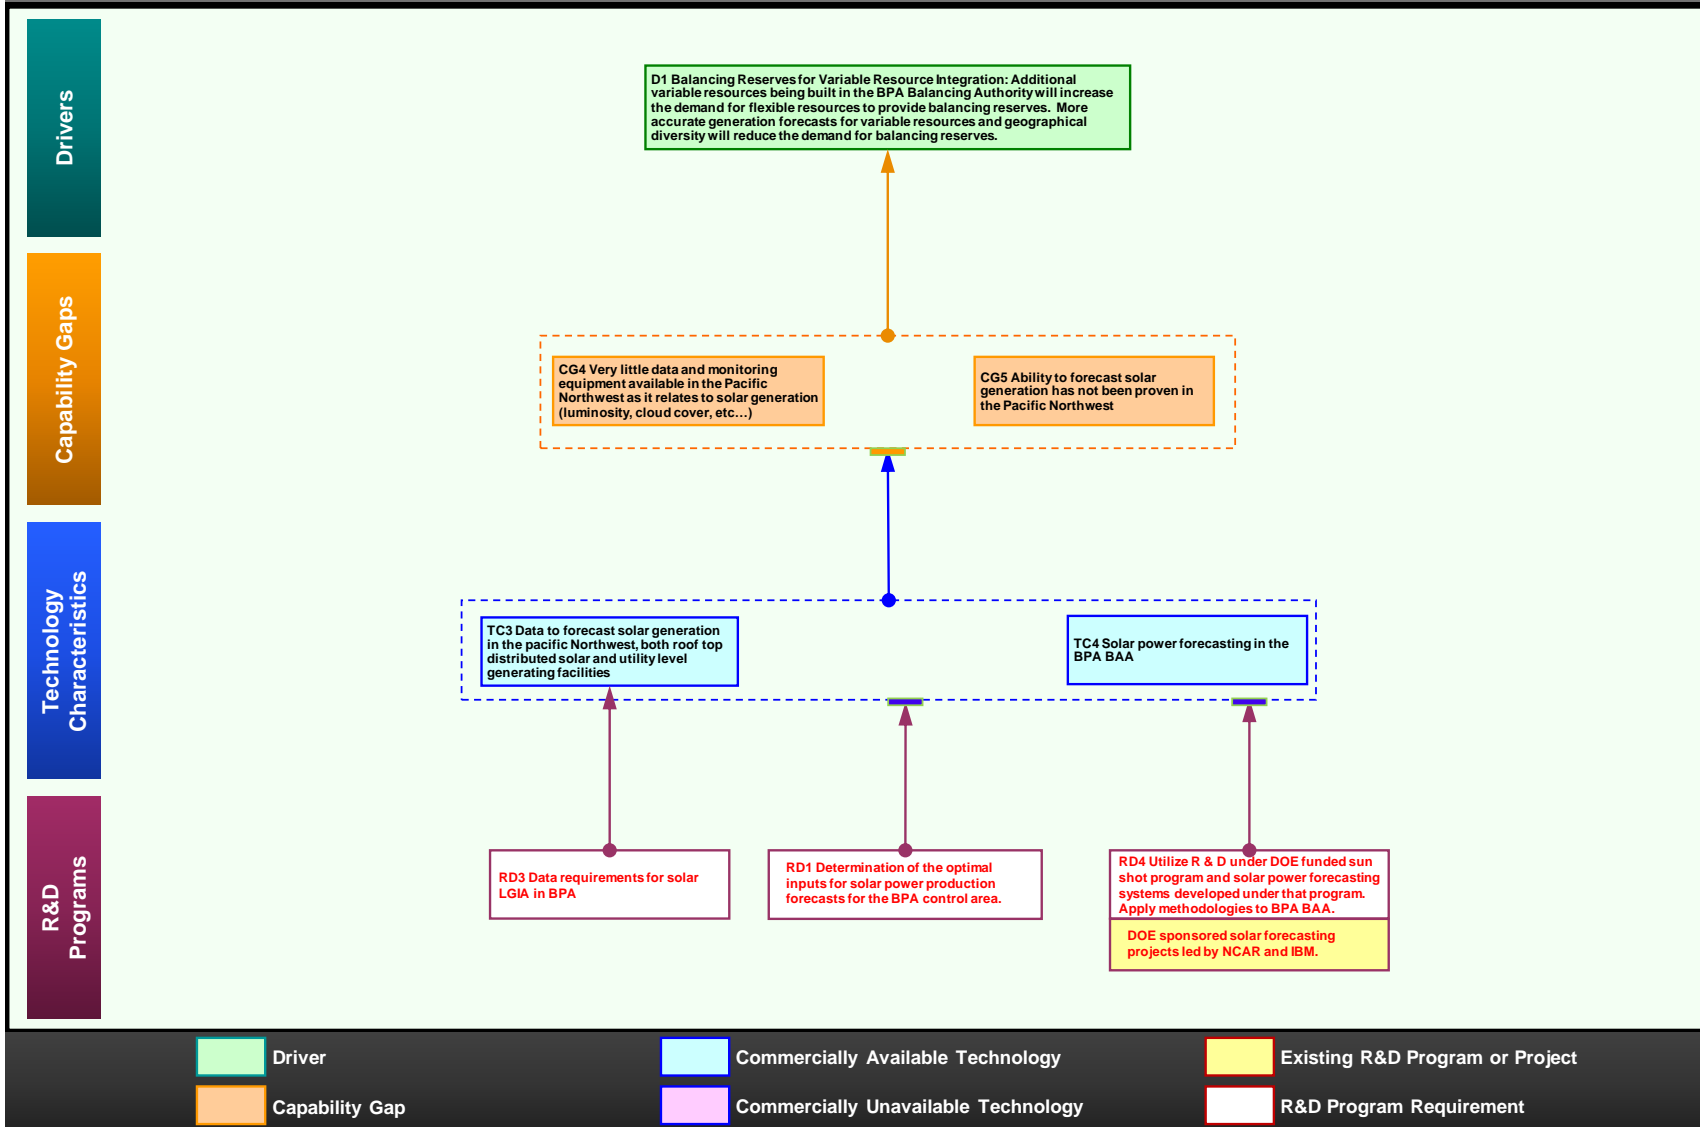 Drivers
D1 Balancing Reserves for Variable Resource Integration: Additional
variable resources being built in the BPA Balancing Authority will increase
the demand for flexible resources to provide balancing reserves.  More
accurate generation forecasts for variable resources and geographical
diversity will reduce the demand for balancing reserves.
Capability Gaps
CG4 Very little data and monitoring
equipment available in the Pacific
Northwest as it relates to solar generation
(luminosity, cloud cover, etc…)
CG5 Ability to forecast solar
generation has not been proven in
the Pacific Northwest
Technology
Characteristics
TC3 Data to forecast solar generation
in the pacific Northwest, both roof top
distributed solar and utility level
generating facilities
TC4 Solar power forecasting in the
BPA BAA
R&D
Programs
RD3 Data requirements for solar
LGIA in BPA
RD1 Determination of the optimal
inputs for solar power production
forecasts for the BPA control area.
RD4 Utilize R & D under DOE funded sun
shot program and solar power forecasting
systems developed under that program.
Apply methodologies to BPA BAA.
DOE sponsored solar forecasting
projects led by NCAR and IBM.
Driver
Commercially Available Technology
Existing R&D Program or Project
Capability Gap
Commercially Unavailable Technology
R&D Program Requirement